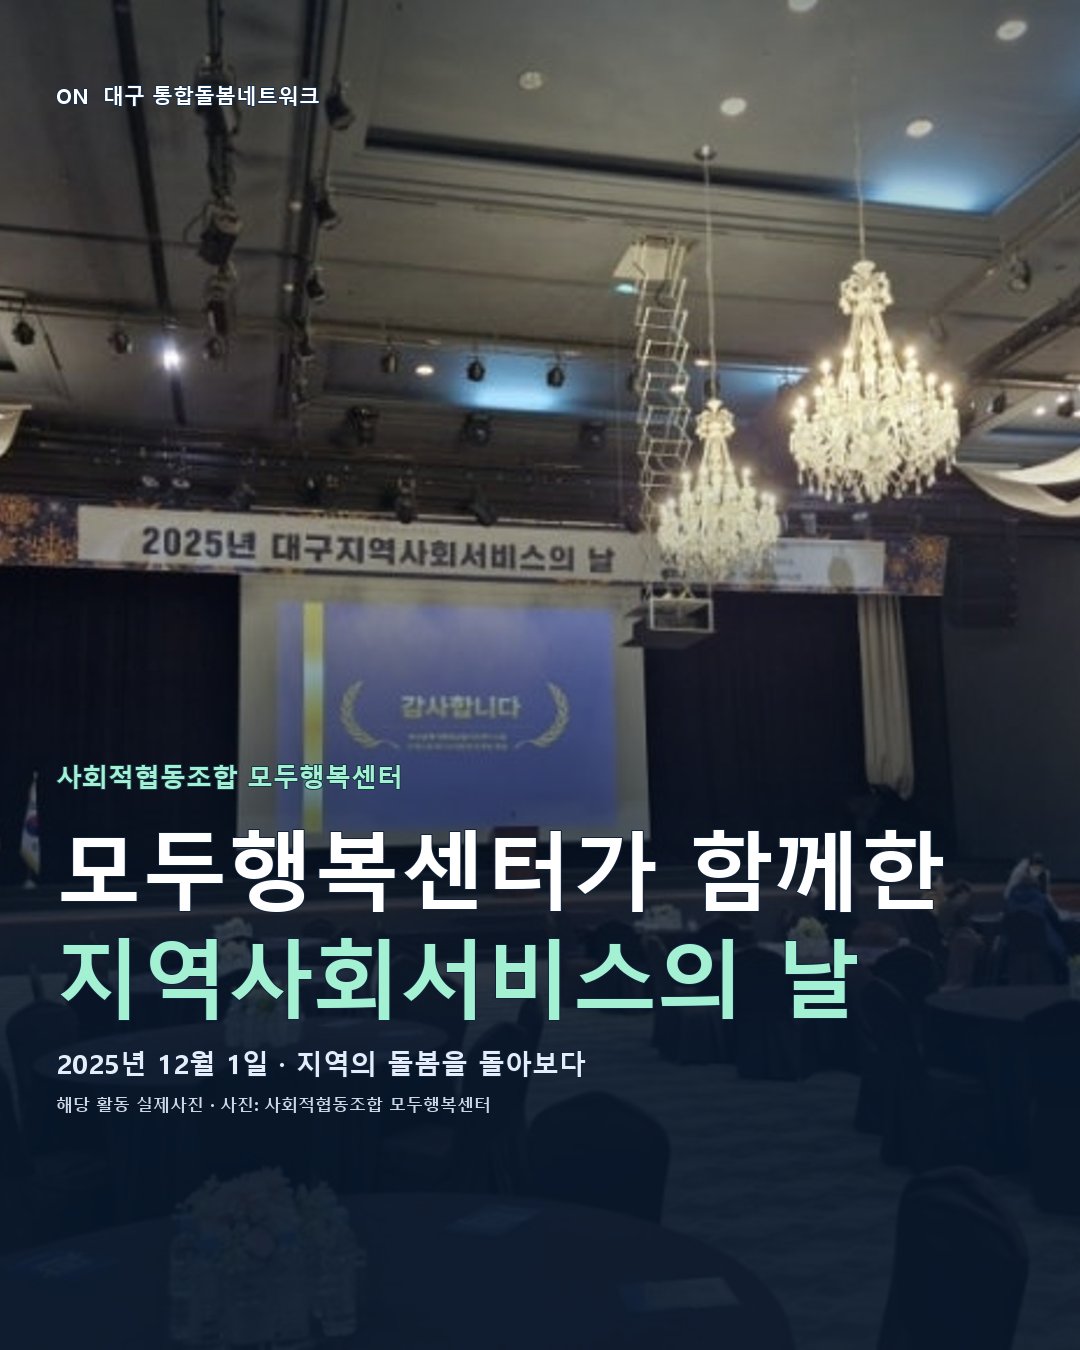 ON 대구 통합돌봄네트워크
2025년 대구지역사회서비스의 날
감사합니다
사회적협동조합 모두행복센터
모두행복센터가 함께한
지역사회서비스의 날
2025년 12월 1일 · 지역의 돌봄을 돌아보다
해당 활동 실제사진 · 사진: 사회적협동조합 모두행복센터